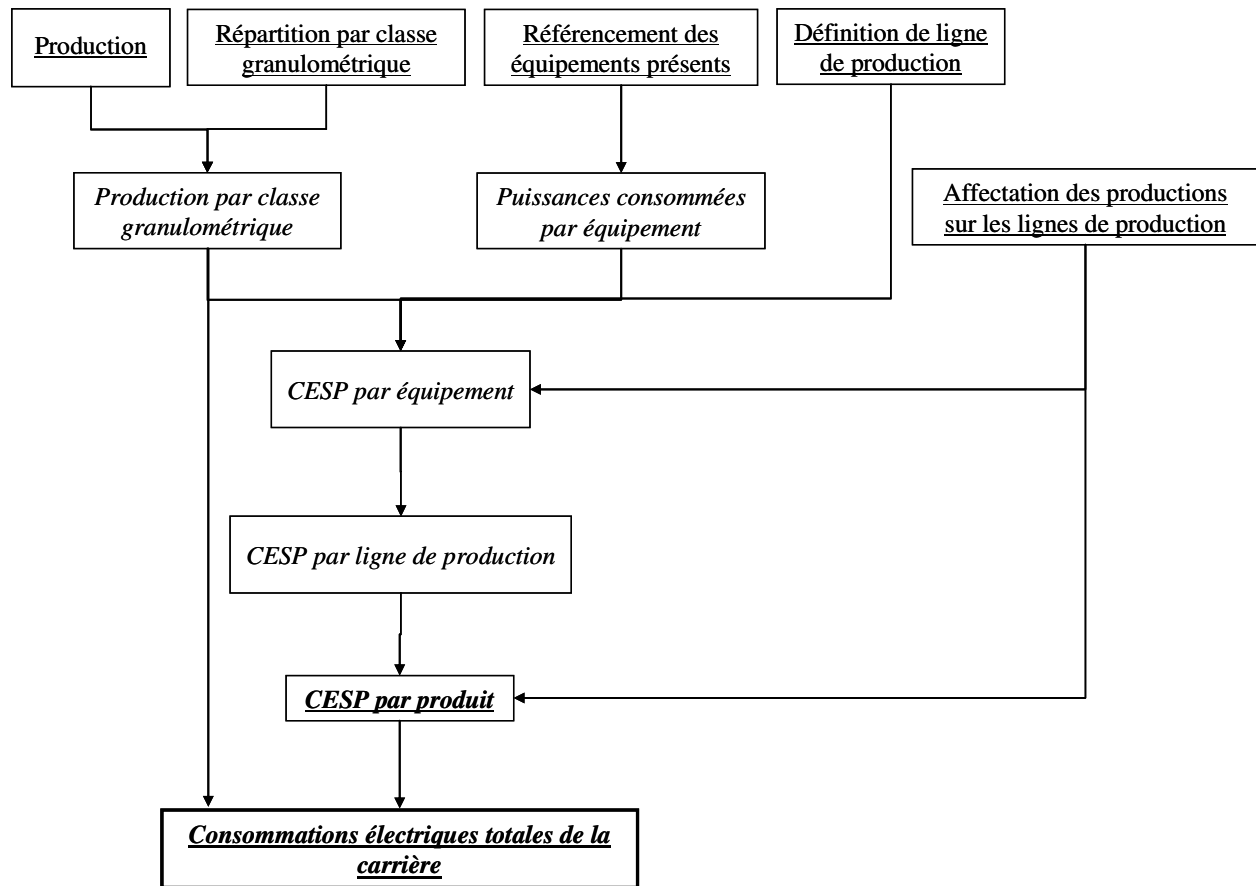 Production
Répartition par classe
granulométrique
Référencement des
équipements présents
Définition de ligne
de production
Production par classe
granulométrique
Puissances consommées
par équipement
Affectation des productions
sur les lignes de production
CESP par équipement
CESP par ligne de production
CESP par produit
Consommations électriques totales de la
carrière